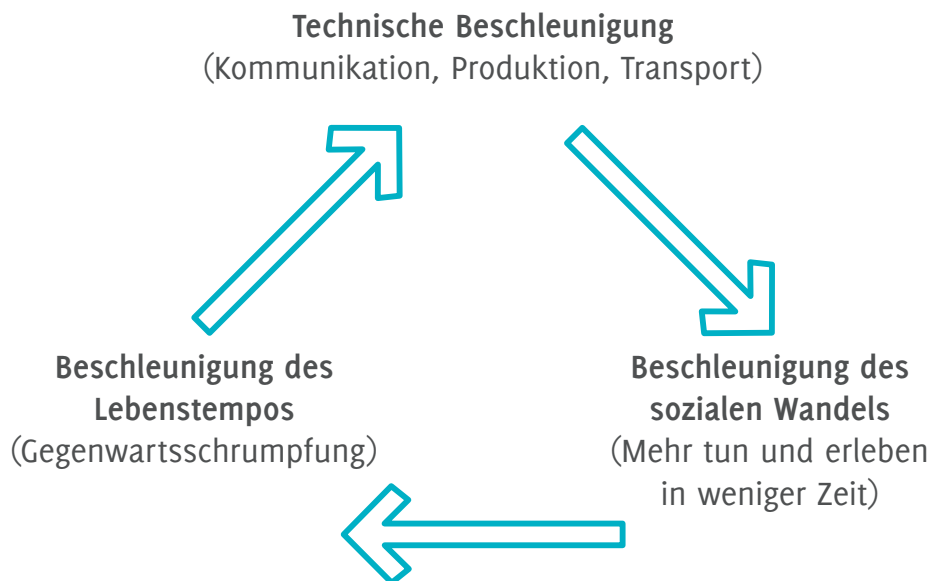 Technische Beschleunigung
(Kommunikation, Produktion, Transport)
Beschleunigung des
Lebenstempos
(Gegenwartsschrumpfung)
Beschleunigung des
sozialen Wandels
(Mehr tun und erleben
in weniger Zeit)